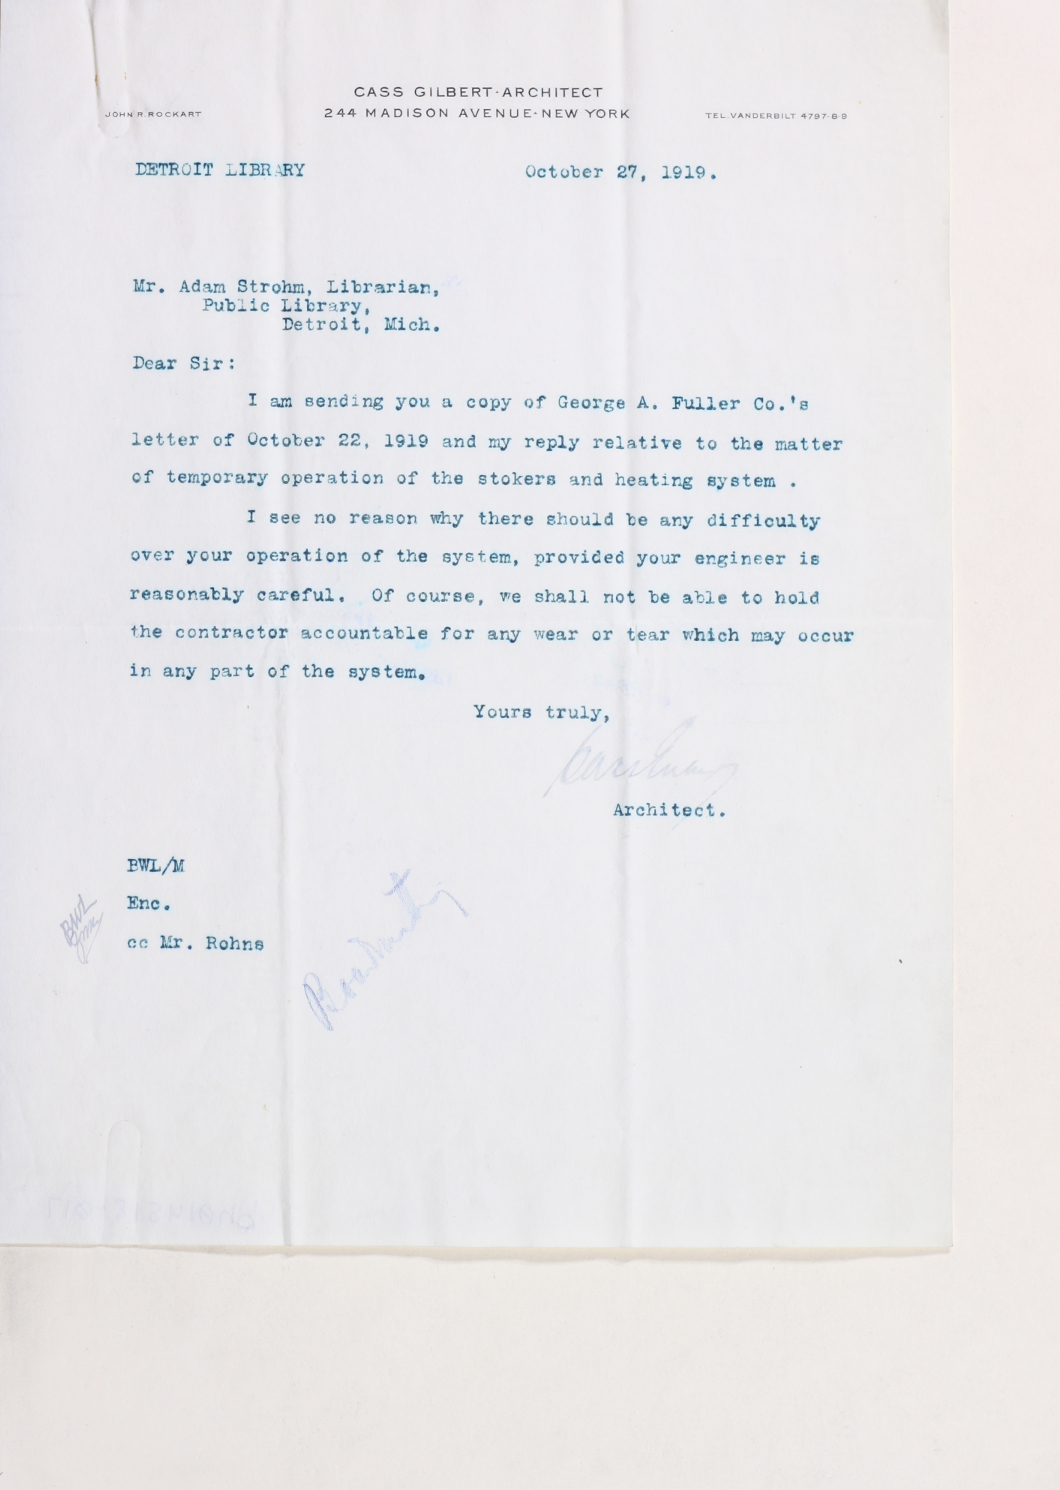 CASS GILBERT·ARCHITECT
JOHN R. ROCKART
244 MADISON AVENUE·NEW YORK
TEL. VANDERBILT 4797-8-9
DETROIT LIBRARY
October 27, 1919.
Mr. Adam Strohm, Librarian,
Public Library,
Detroit, Mich.
Dear Sir:
I am sending you a copy of George A. Fuller Co.'s
letter of October 22, 1919 and my reply relative to the matter
of temporary operation of the stokers and heating system .
I see no reason why there should be any difficulty
over your operation of the system, provided your engineer is
reasonably careful. Of course, we shall not be able to hold
the contractor accountable for any wear or tear which may occur
in any part of the system.
Yours truly,
Architect.
BWL/M
Enc.
BWL
cc Mr. Rohns